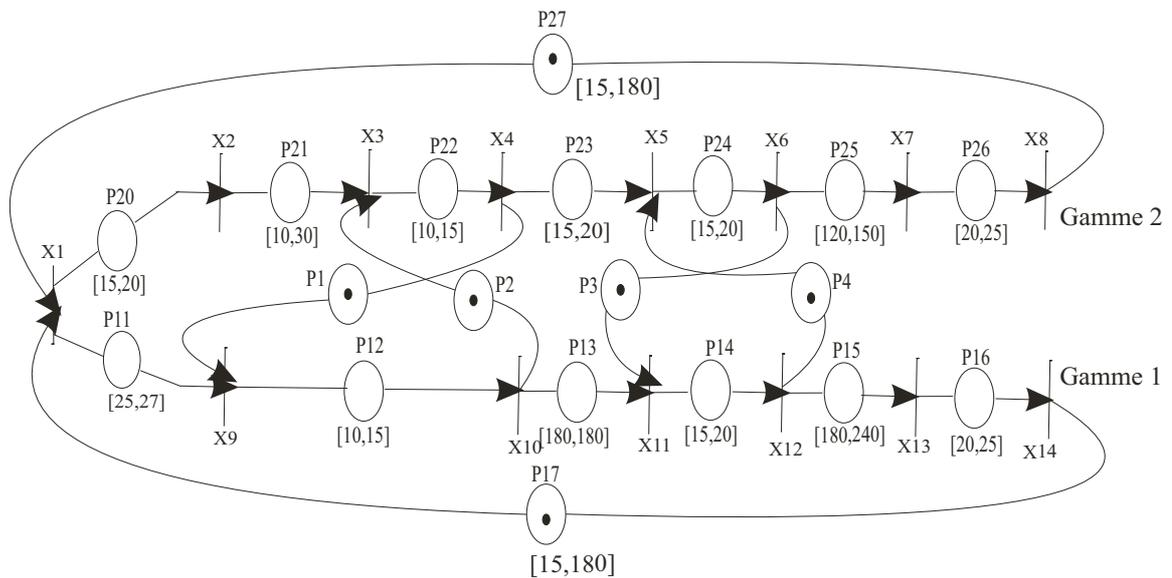 P27
[15,180]
X2
P21
X3
P22
X4
P23
X5
P24
X6
P25
X7
P26
X8
P20
[10,30]
[10,15]
[15,20]
[15,20]
[120,150]
[20,25]
Gamme 2
X1
[15,20]
P1
P2
P3
P4
P11
[25,27]
P12
P13
P14
P15
P16
Gamme 1
X9
[10,15]
X10
[180,180]
X11
[15,20]
X12
[180,240]
X13
[20,25]
X14
P17
[15,180]